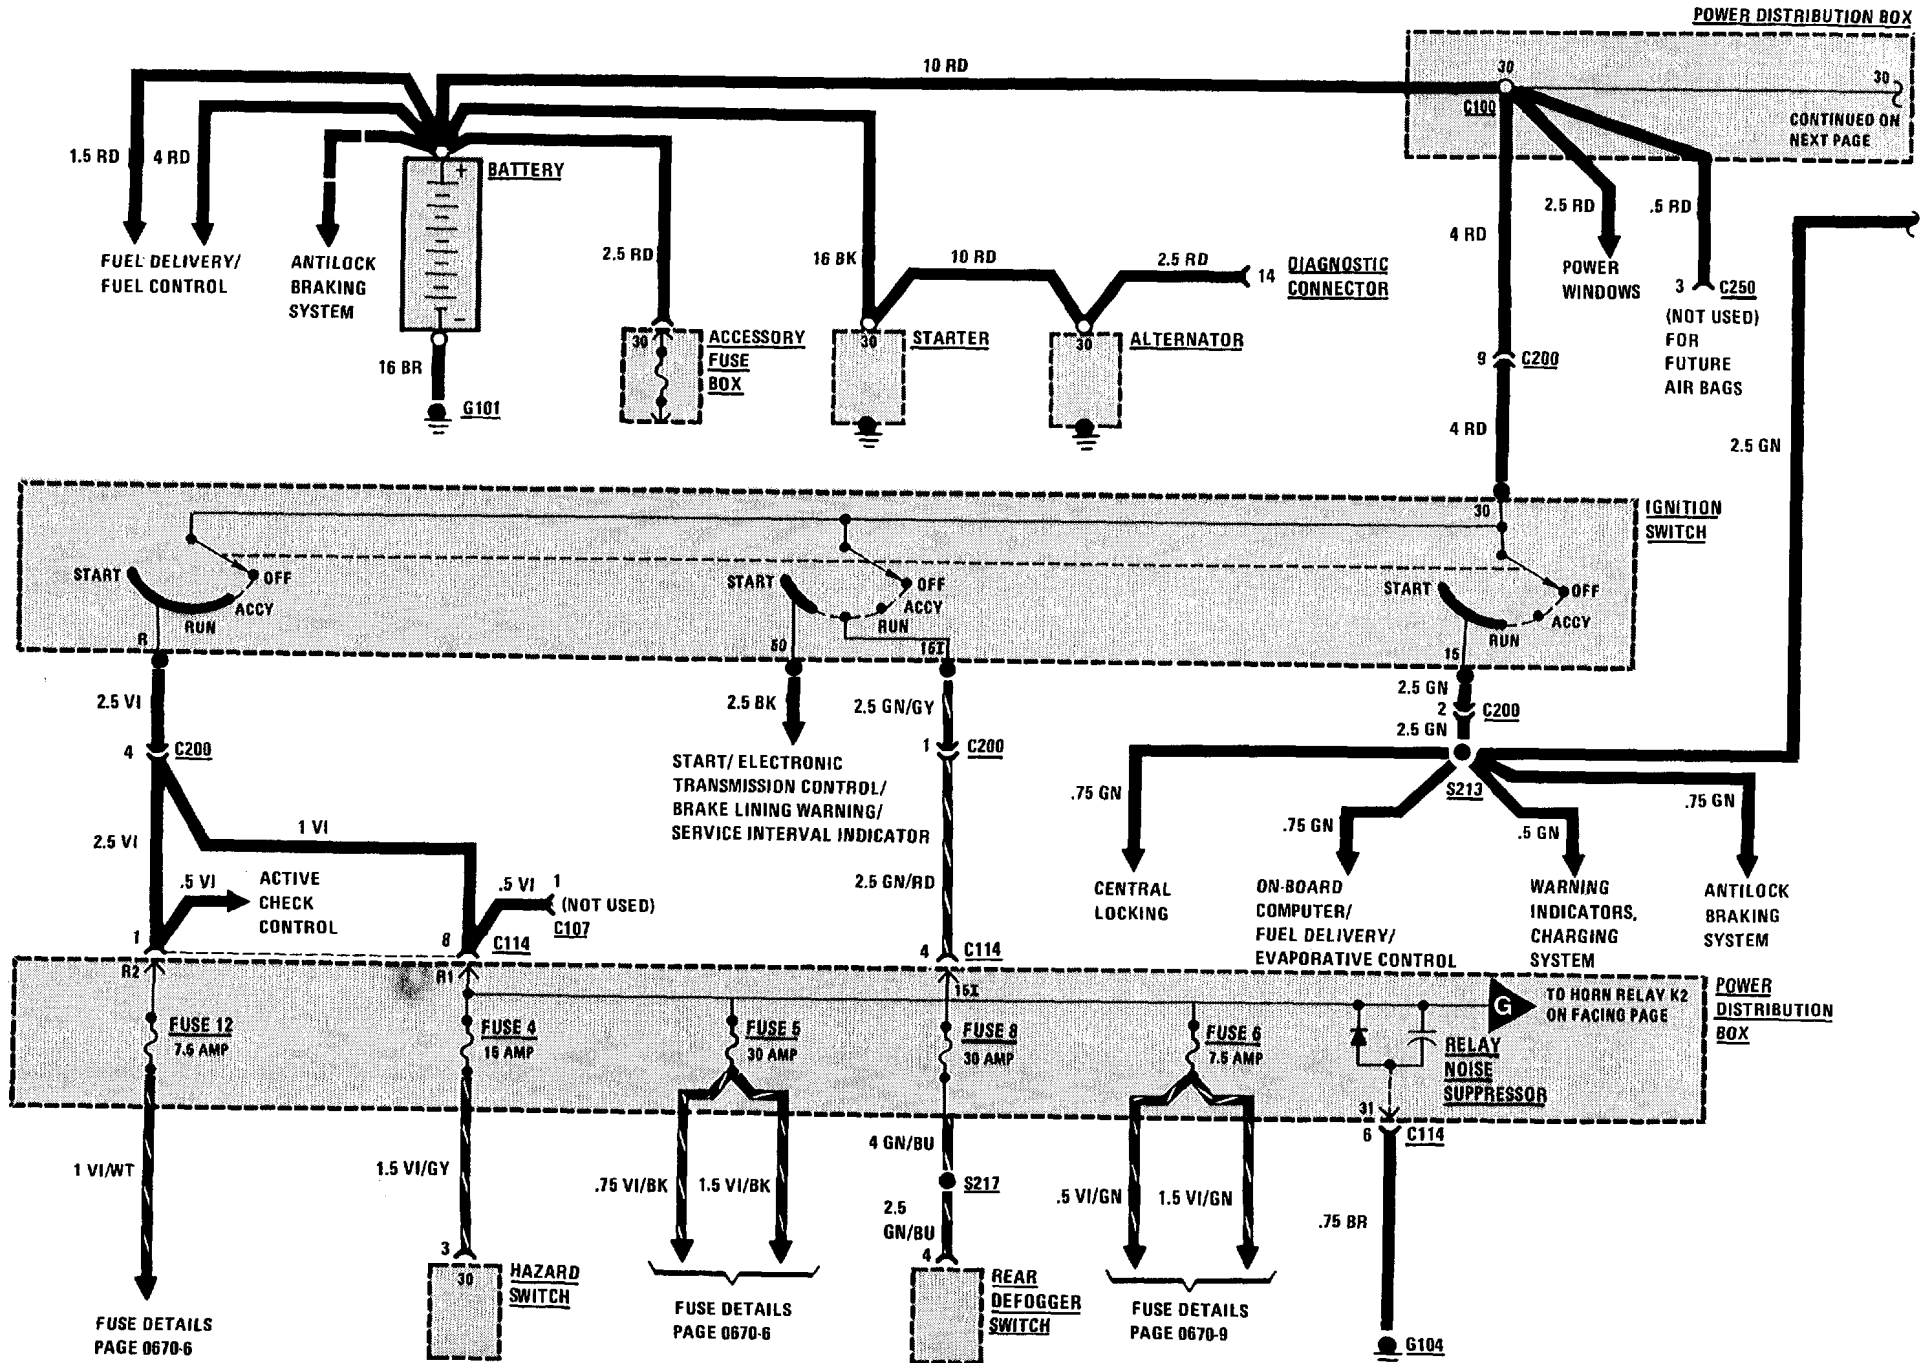 POWER DISTRIBUTION BOX
10 RD
30
30
C100
CONTINUED ON
NEXT PAGE
1.5 RD
4 RD
+
BATTERY
−
FUEL DELIVERY/
FUEL CONTROL
ANTILOCK
BRAKING
SYSTEM
2.5 RD
16 BK
10 RD
2.5 RD
14
DIAGNOSTIC
CONNECTOR
4 RD
2.5 RD
.5 RD
POWER
WINDOWS
3
C250
(NOT USED)
FOR
FUTURE
AIR BAGS
16 BR
G101
30
ACCESSORY
FUSE
BOX
30
STARTER
30
ALTERNATOR
9
C200
4 RD
2.5 GN
30
IGNITION
SWITCH
START
OFF
ACCY
RUN
R
START
OFF
ACCY
RUN
50
15I
START
OFF
ACCY
RUN
15
2.5 VI
2.5 BK
2.5 GN/GY
2.5 GN
2
C200
2.5 GN
4
C200
1
C200
S213
START/ ELECTRONIC
TRANSMISSION CONTROL/
BRAKE LINING WARNING/
SERVICE INTERVAL INDICATOR
.75 GN
.75 GN
.5 GN
.75 GN
2.5 VI
1 VI
2.5 GN/RD
.5 VI
ACTIVE
CHECK
CONTROL
.5 VI
1
(NOT USED)
C107
CENTRAL
LOCKING
ON-BOARD
COMPUTER/
FUEL DELIVERY/
EVAPORATIVE CONTROL
WARNING
INDICATORS,
CHARGING
SYSTEM
ANTILOCK
BRAKING
SYSTEM
1
8
C114
4
C114
R2
R1
15I
FUSE 12
7.5 AMP
FUSE 4
15 AMP
FUSE 5
30 AMP
FUSE 8
30 AMP
FUSE 6
7.5 AMP
G
TO HORN RELAY K2
ON FACING PAGE
POWER
DISTRIBUTION
BOX
RELAY
NOISE
SUPPRESSOR
31
6
C114
1 VI/WT
1.5 VI/GY
.75 VI/BK
1.5 VI/BK
4 GN/BU
S217
2.5
GN/BU
.5 VI/GN
1.5 VI/GN
.75 BR
3
30
HAZARD
SWITCH
4
REAR
DEFOGGER
SWITCH
FUSE DETAILS
PAGE 0670-6
FUSE DETAILS
PAGE 0670-6
FUSE DETAILS
PAGE 0670-9
G104